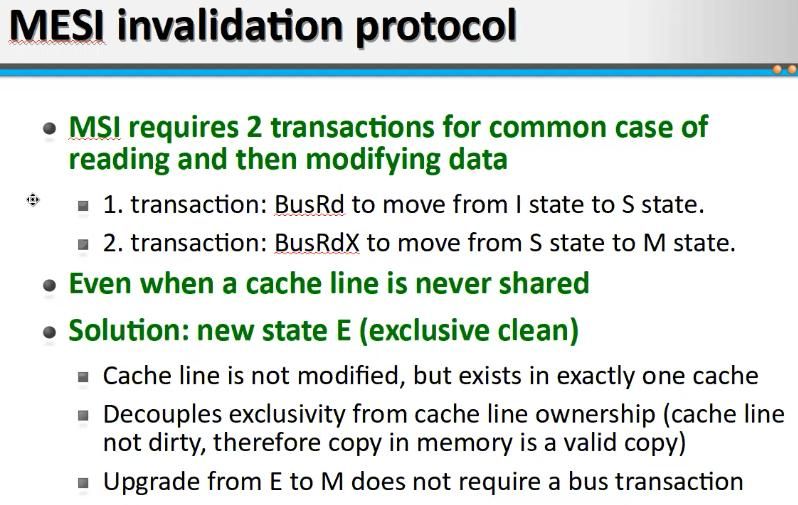 MESI invalidation protocol
MSI requires 2 transactions for common case of
reading and then modifying data
1. transaction: BusRd to move from I state to S state.
2. transaction: BusRdX to move from S state to M state.
Even when a cache line is never shared
Solution: new state E (exclusive clean)
Cache line is not modified, but exists in exactly one cache
Decouples exclusivity from cache line ownership (cache line
not dirty, therefore copy in memory is a valid copy)
Upgrade from E to M does not require a bus transaction